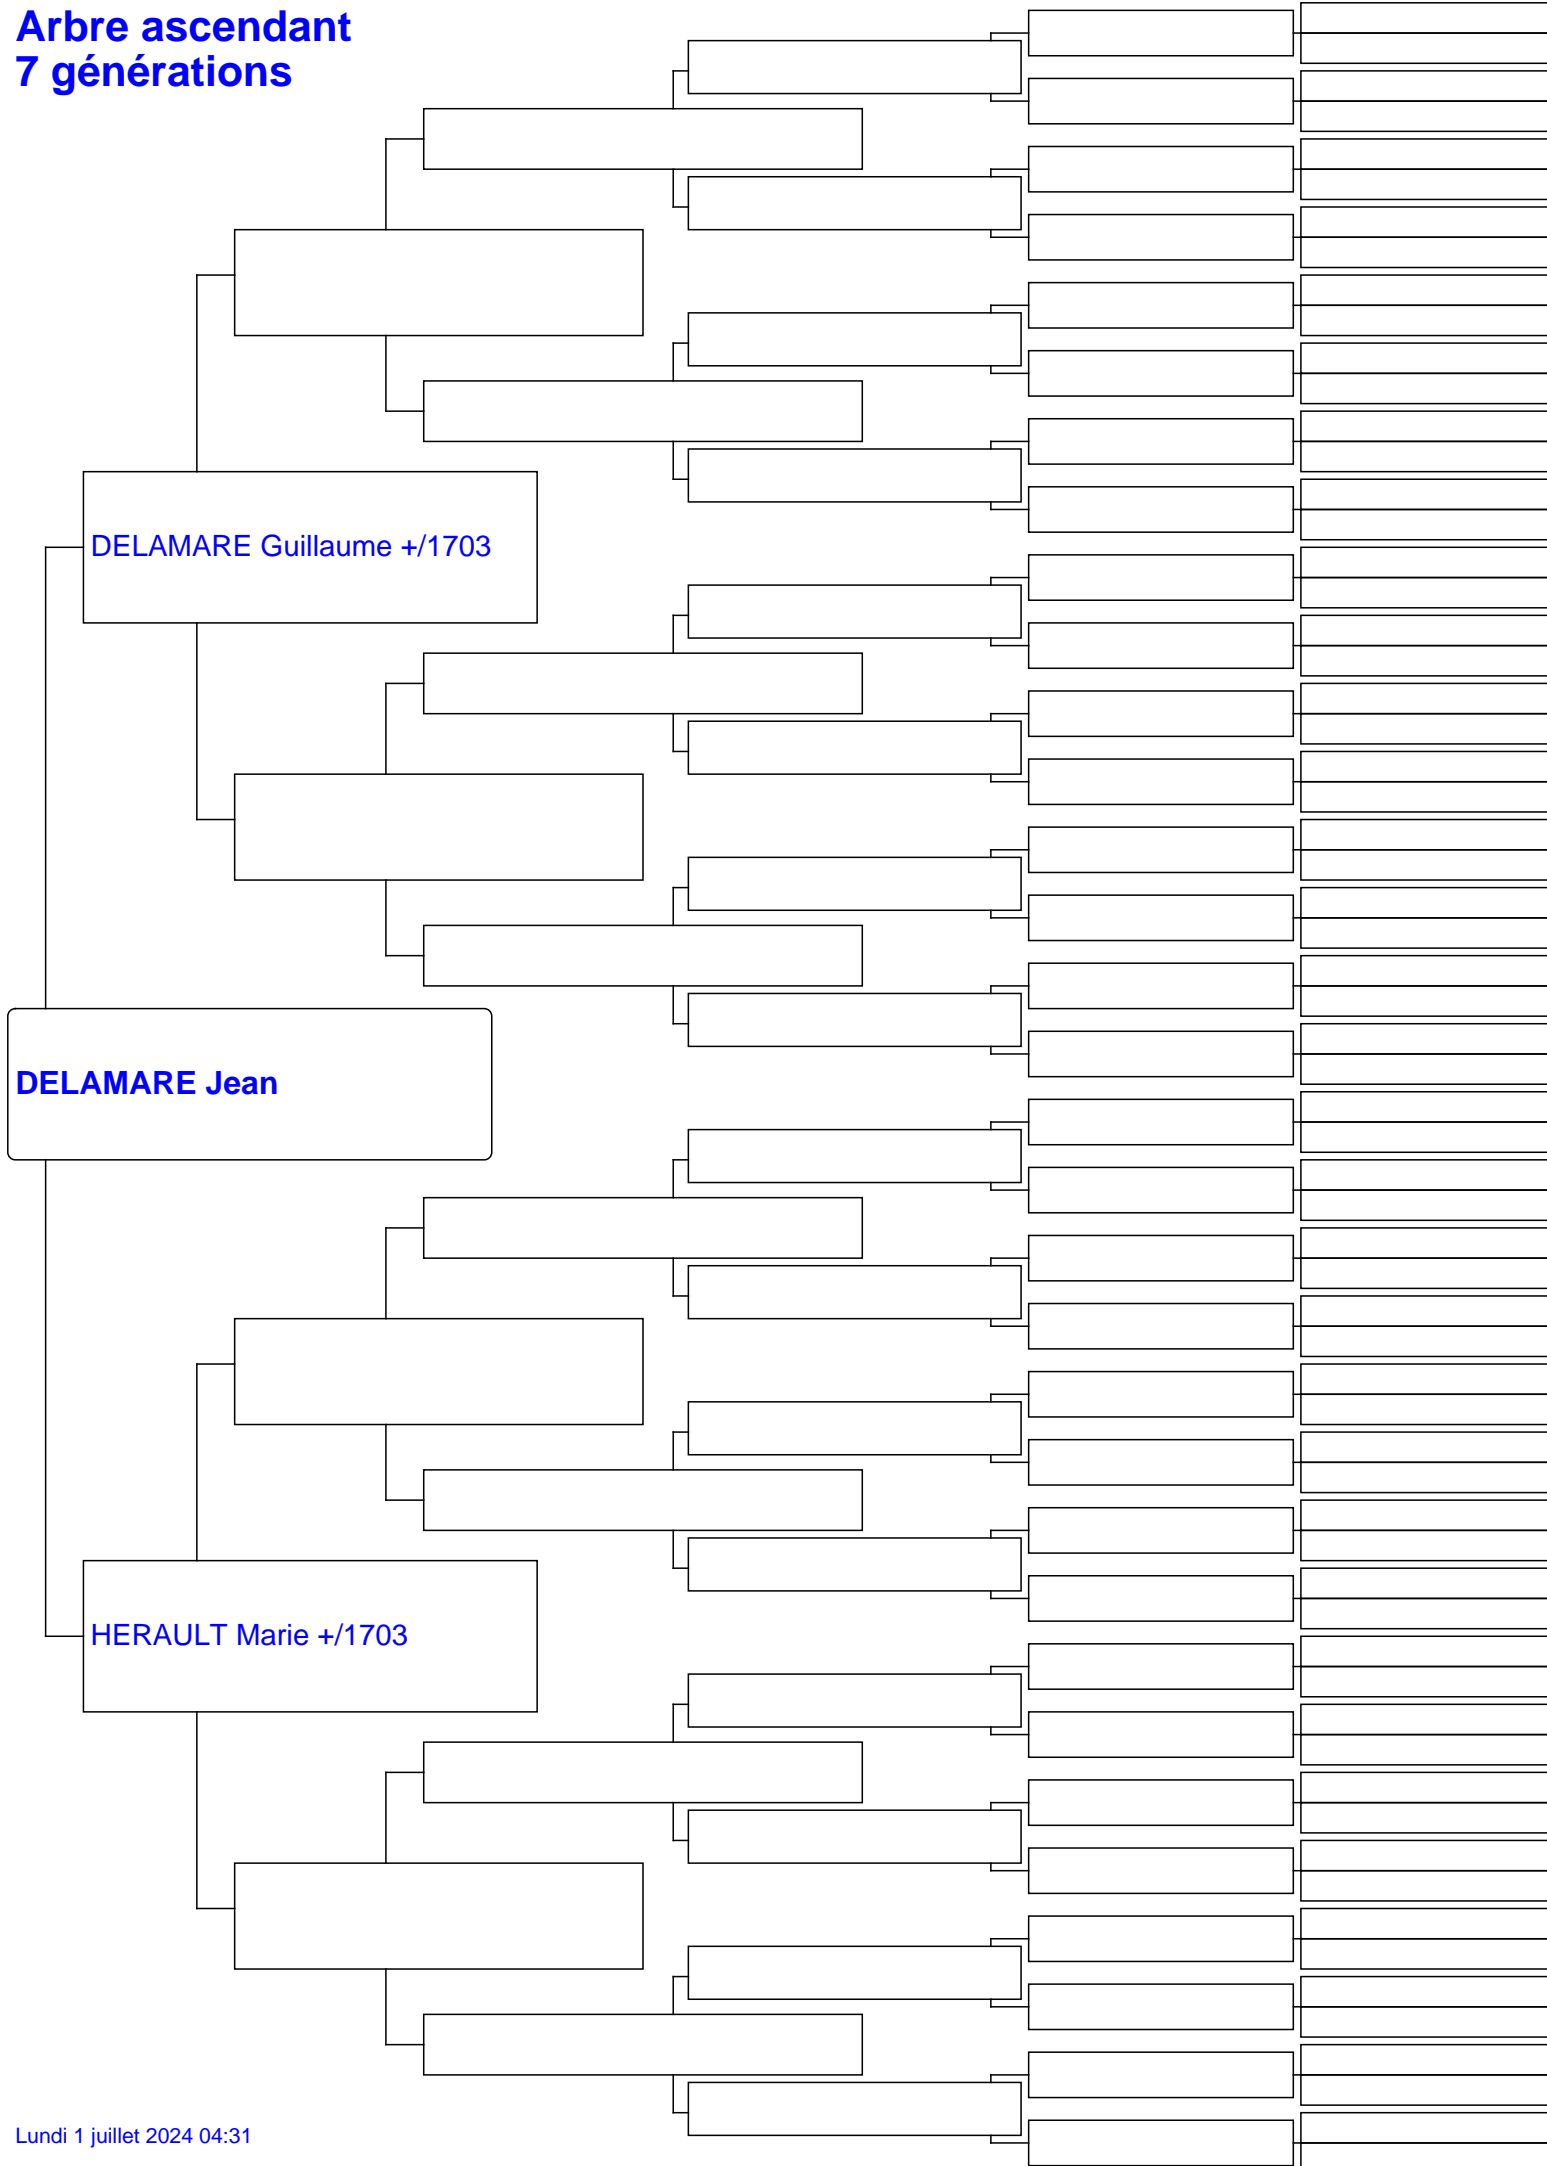 Arbre ascendant
7 générations
DELAMARE Guillaume +/1703
DELAMARE Jean
HERAULT Marie +/1703
Lundi 1 juillet 2024 04:31